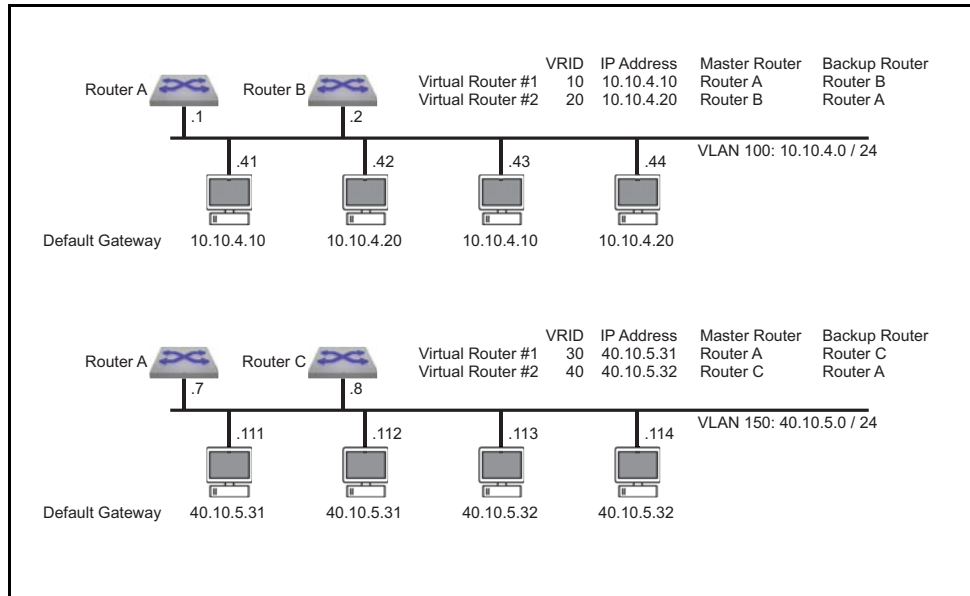 VRID IP Address Master Router Backup Router
Virtual Router #1 10 10.10.4.10 Router A Router B
Virtual Router #2 20 10.10.4.20 Router B Router A
Router A Router B
.1 .2
VLAN 100: 10.10.4.0 / 24
.41 .42 .43 .44
Default Gateway 10.10.4.10 10.10.4.20 10.10.4.10 10.10.4.20
VRID IP Address Master Router Backup Router
Virtual Router #1 30 40.10.5.31 Router A Router C
Virtual Router #2 40 40.10.5.32 Router C Router A
Router A Router C
.7 .8
VLAN 150: 40.10.5.0 / 24
.111 .112 .113 .114
Default Gateway 40.10.5.31 40.10.5.31 40.10.5.32 40.10.5.32